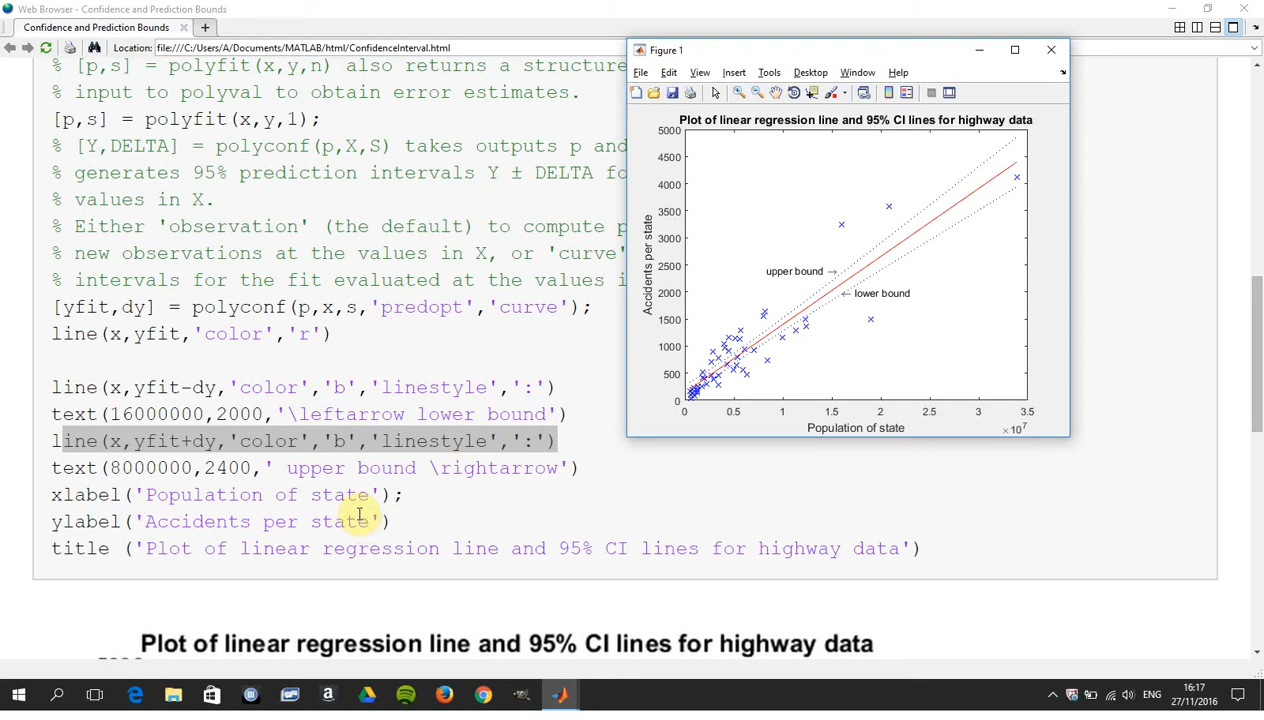 Web Browser - Confidence and Prediction Bounds
Confidence and Prediction Bounds
Location: file:///C:/Users/A/Documents/MATLAB/html/ConfidenceInterval.html
% [p,s] = polyfit(x,y,n) also returns a structure
% input to polyval to obtain error estimates.
[p,s] = polyfit(x,y,1);
% [Y,DELTA] = polyconf(p,X,S) takes outputs p and
% generates 95% prediction intervals Y ± DELTA fo
% values in X.
% Either 'observation' (the default) to compute p
% new observations at the values in X, or 'curve'
% intervals for the fit evaluated at the values i
[yfit,dy] = polyconf(p,x,s,'predopt','curve');
line(x,yfit,'color','r')
line(x,yfit-dy,'color','b','linestyle',':')
text(16000000,2000,'\leftarrow lower bound')
line(x,yfit+dy,'color','b','linestyle',':')
text(8000000,2400,' upper bound \rightarrow')
xlabel('Population of state');
ylabel('Accidents per state')
title ('Plot of linear regression line and 95% CI lines for highway data')
Plot of linear regression line and 95% CI lines for highway data
Figure 1
File Edit View Insert Tools Desktop Window Help
Plot of linear regression line and 95% CI lines for highway data
Accidents per state
5000
4500
4000
3500
3000
2500
2000
1500
1000
500
0
upper bound →
← lower bound
0 0.5 1 1.5 2 2.5 3 3.5
Population of state
× 10⁷
ENG
16:17
27/11/2016